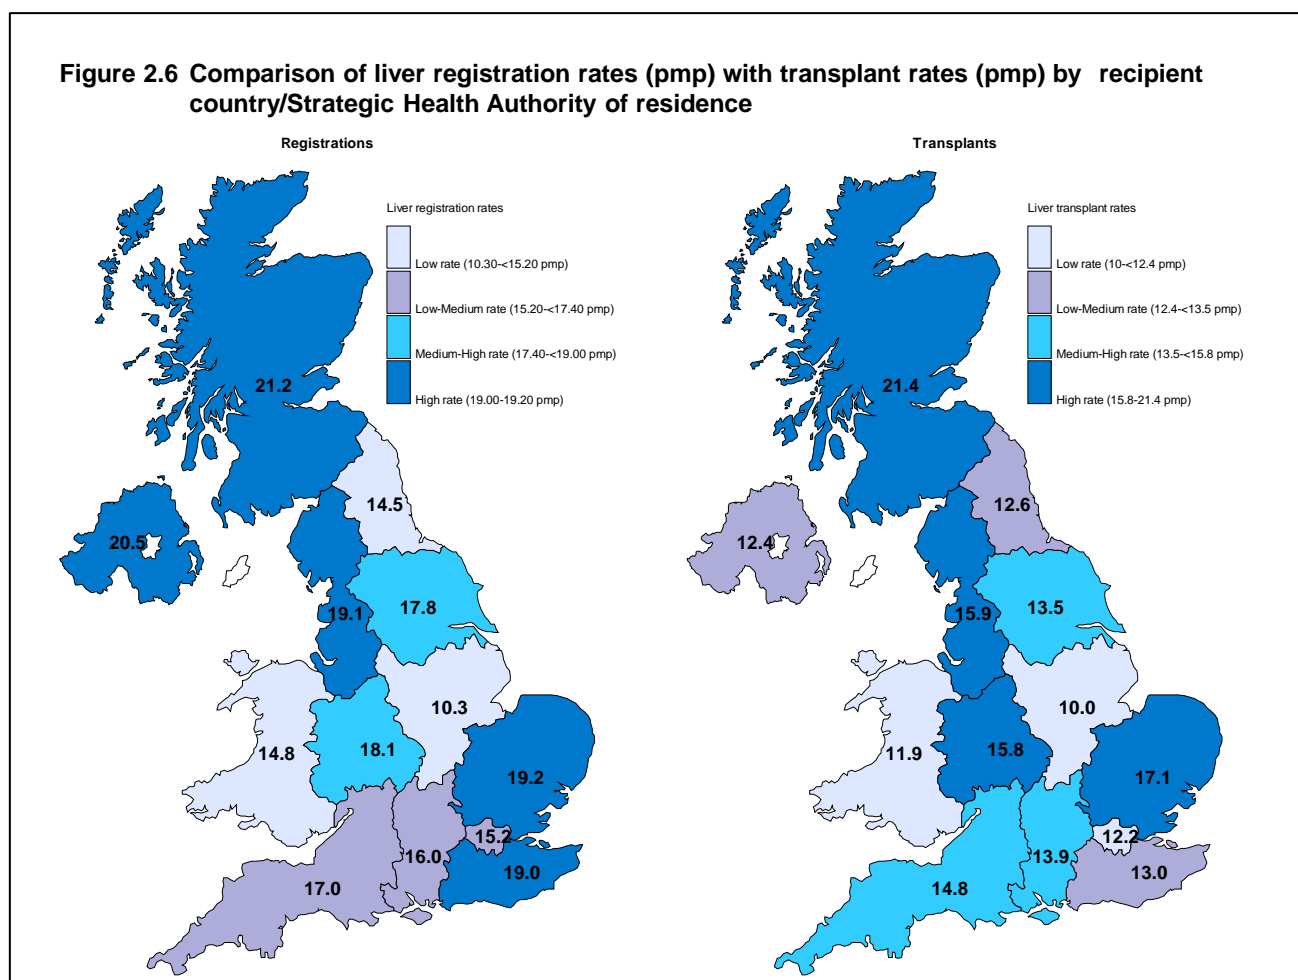 Figure 2.6 Comparison of liver registration rates (pmp) with transplant rates (pmp) by recipient
country/Strategic Health Authority of residence
Registrations
Liver registration rates
Low rate (10.30-<15.20 pmp)
Low-Medium rate (15.20-<17.40 pmp)
Medium-High rate (17.40-<19.00 pmp)
High rate (19.00-19.20 pmp)
21.2
14.5
20.5
17.8
19.1
10.3
14.8
18.1
19.2
15.2
16.0
19.0
17.0
Transplants
Liver transplant rates
Low rate (10-<12.4 pmp)
Low-Medium rate (12.4-<13.5 pmp)
Medium-High rate (13.5-<15.8 pmp)
High rate (15.8-21.4 pmp)
21.4
12.6
12.4
13.5
15.9
10.0
11.9
15.8
17.1
12.2
13.9
13.0
14.8